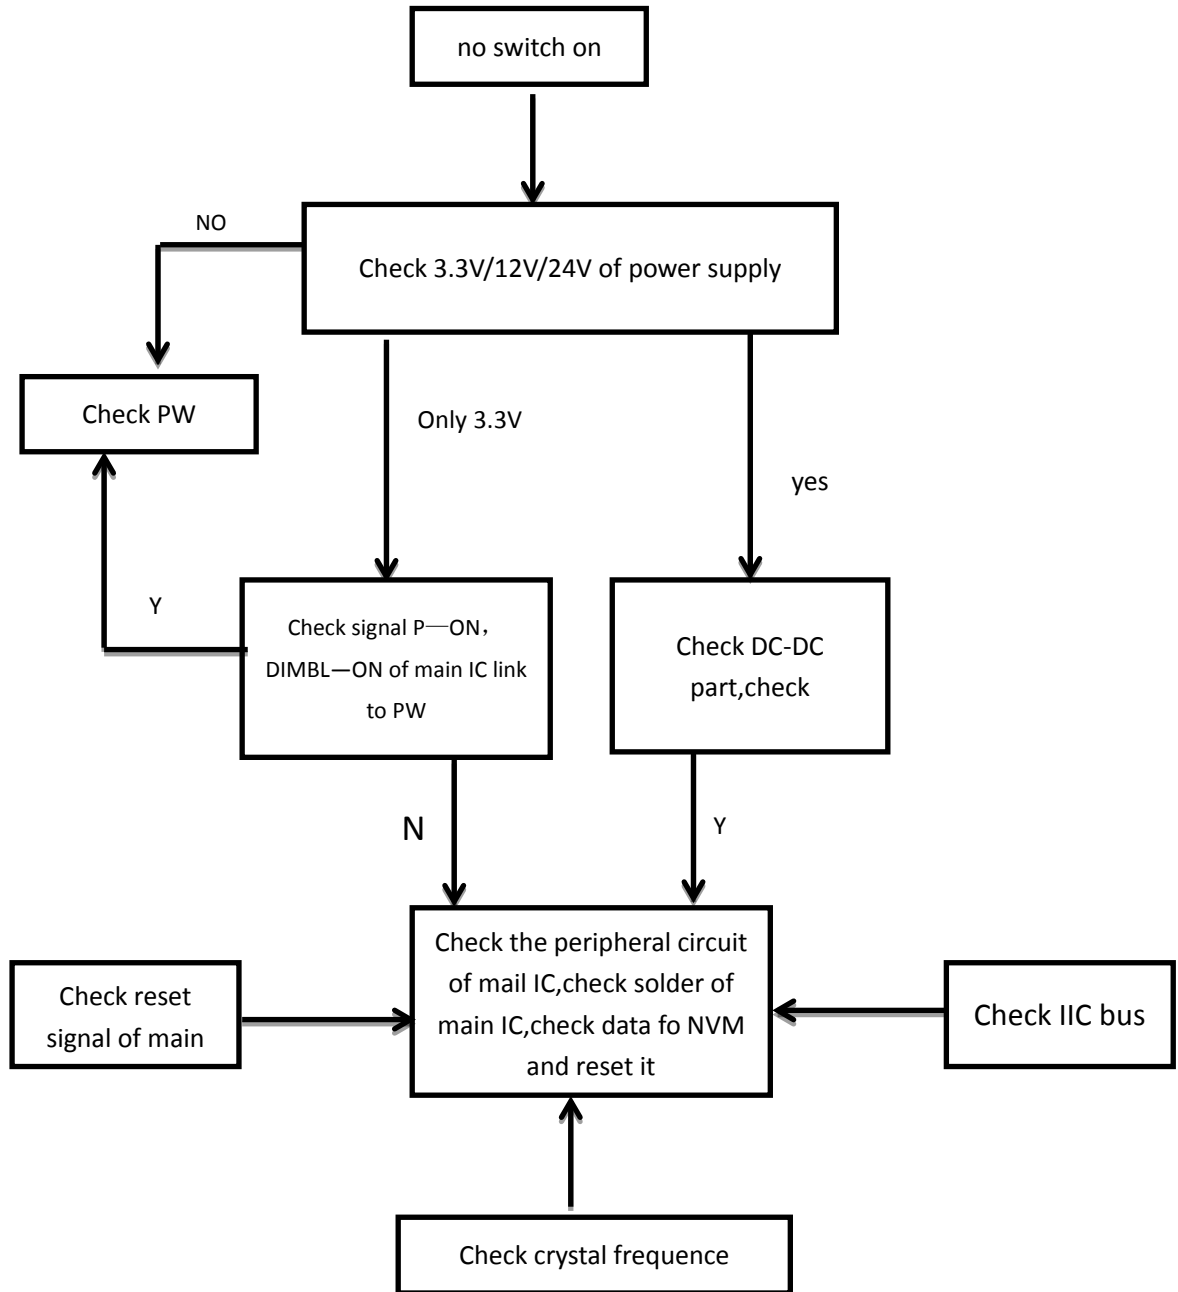 no switch on
NO
Check 3.3V/12V/24V of power supply
Check PW
Only 3.3V
yes
Y
Check signal P—ON，
DIMBL—ON of main IC link
to PW
Check DC-DC
part,check
N
Y
Check the peripheral circuit
of mail IC,check solder of
main IC,check data fo NVM
and reset it
Check reset
signal of main
Check IIC bus
Check crystal frequence